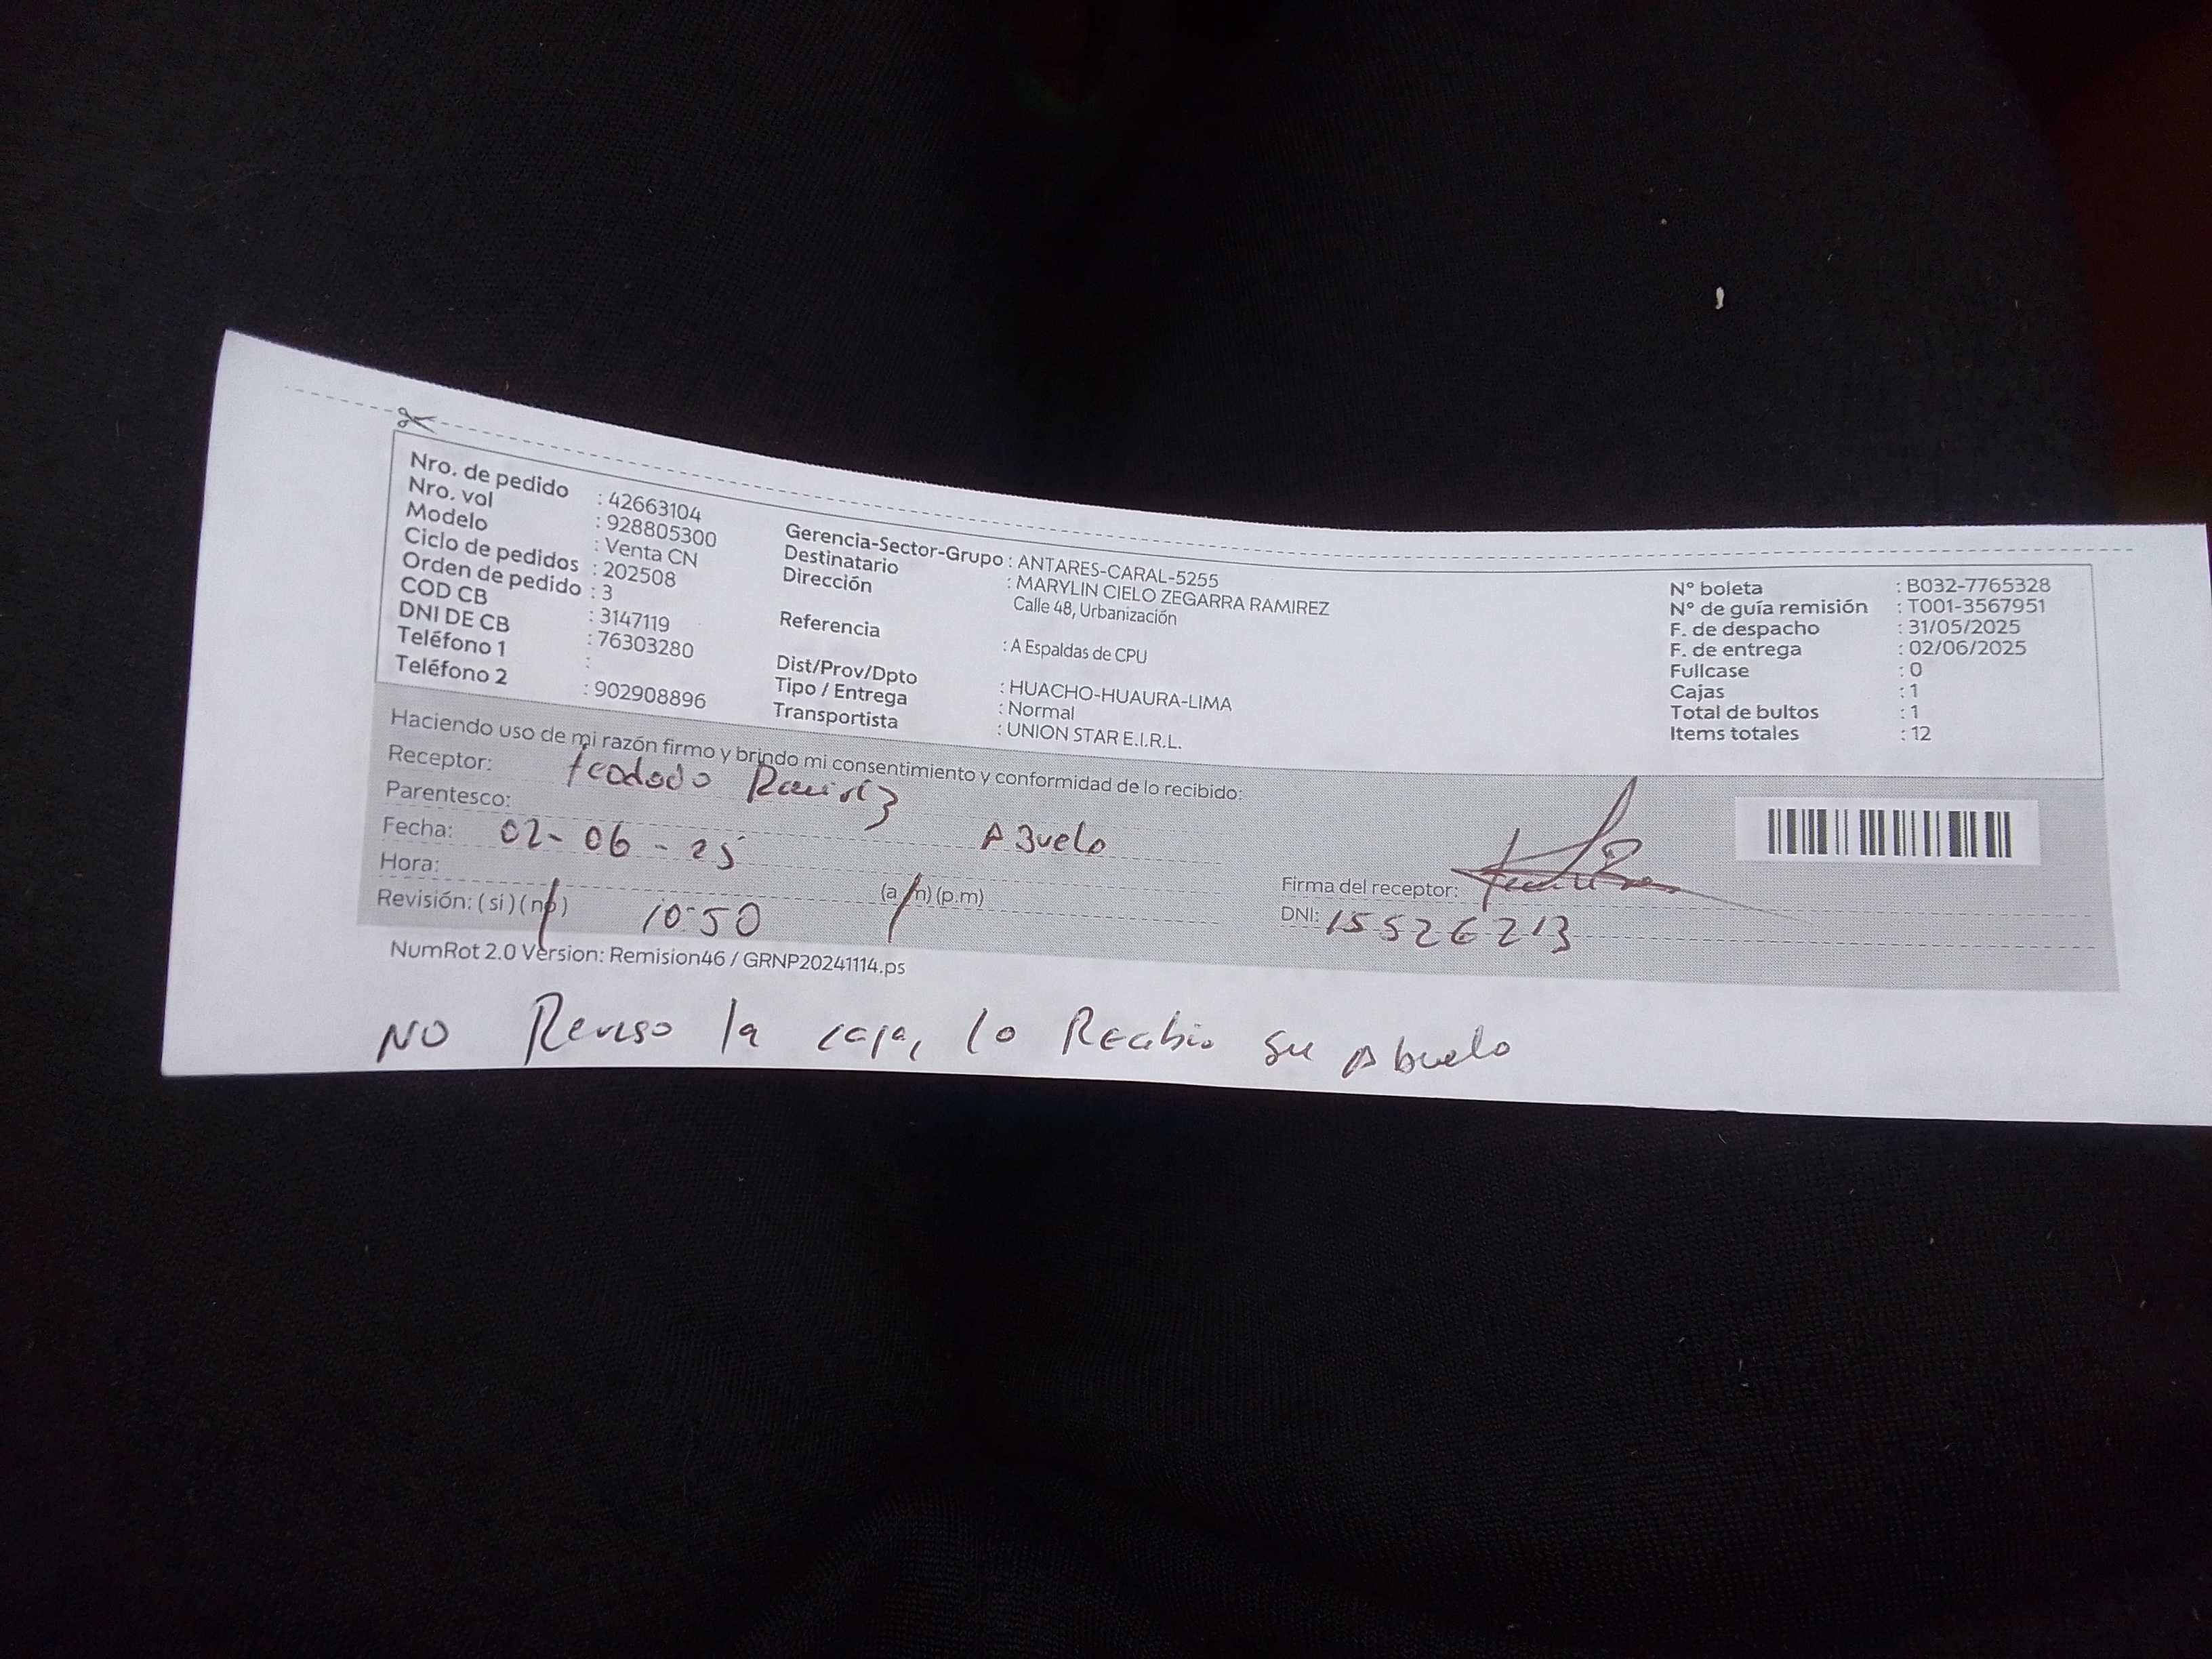 Nro. de pedido : 42663104
Nro. vol : 928805300
Modelo : Venta CN
Ciclo de pedidos : 202508
Orden de pedido : 3
COD CB : 3147119
DNI DE CB : 76303280
Teléfono 1 :
Teléfono 2 : 902908896
Gerencia-Sector-Grupo : ANTARES-CARAL-5255
Destinatario : MARYLIN CIELO ZEGARRA RAMIREZ
Dirección Calle 48, Urbanización
Referencia : A Espaldas de CPU
Dist/Prov/Dpto : HUACHO-HUAURA-LIMA
Tipo / Entrega : Normal
Transportista : UNION STAR E.I.R.L.
N° boleta : B032-7765328
N° de guía remisión : T001-3567951
F. de despacho : 31/05/2025
F. de entrega : 02/06/2025
Fullcase : 0
Cajas : 1
Total de bultos : 1
Items totales : 12
Haciendo uso de mi razón firmo y brindo mi consentimiento y conformidad de lo recibido:
Receptor: Ramirez
Parentesco: Abuelo
Fecha: 02-06-25
Hora: 10:50 (a.m) (p.m)
Revisión: (si) (no)
Firma del receptor:
DNI: 15526213
NumRot 2.0 Version: Remision46 / GRNP20241114.ps
NO Reviso la caja, lo Recibio su Abuelo